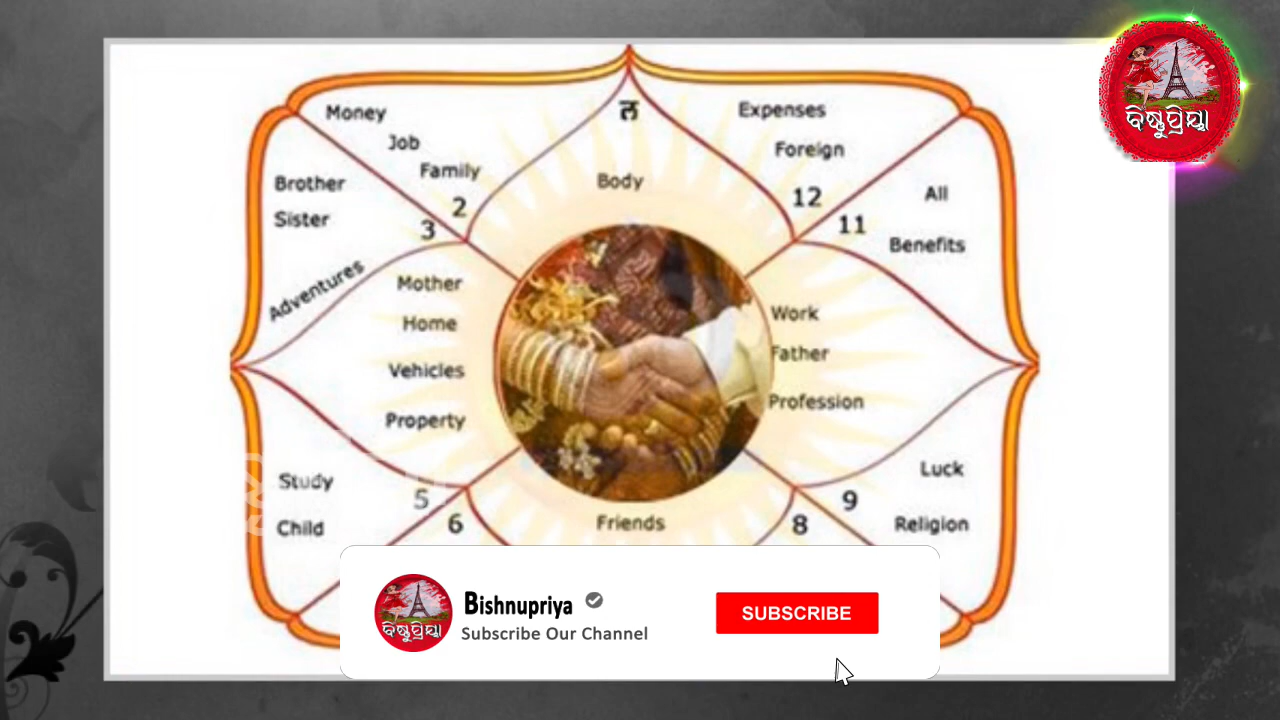 Money
Job
Family
2
Brother
Sister
3
Adventures
ल
Body
Expenses
Foreign
12
11
All
Benefits
Mother
Home
Vehicles
Property
Work
Father
Profession
Study
Child
5
6
Friends
8
9
Luck
Religion
ବିଷ୍ଣୁପ୍ରିୟା
ବିଷ୍ଣୁପ୍ରିୟା
Bishnupriya
Subscribe Our Channel
SUBSCRIBE